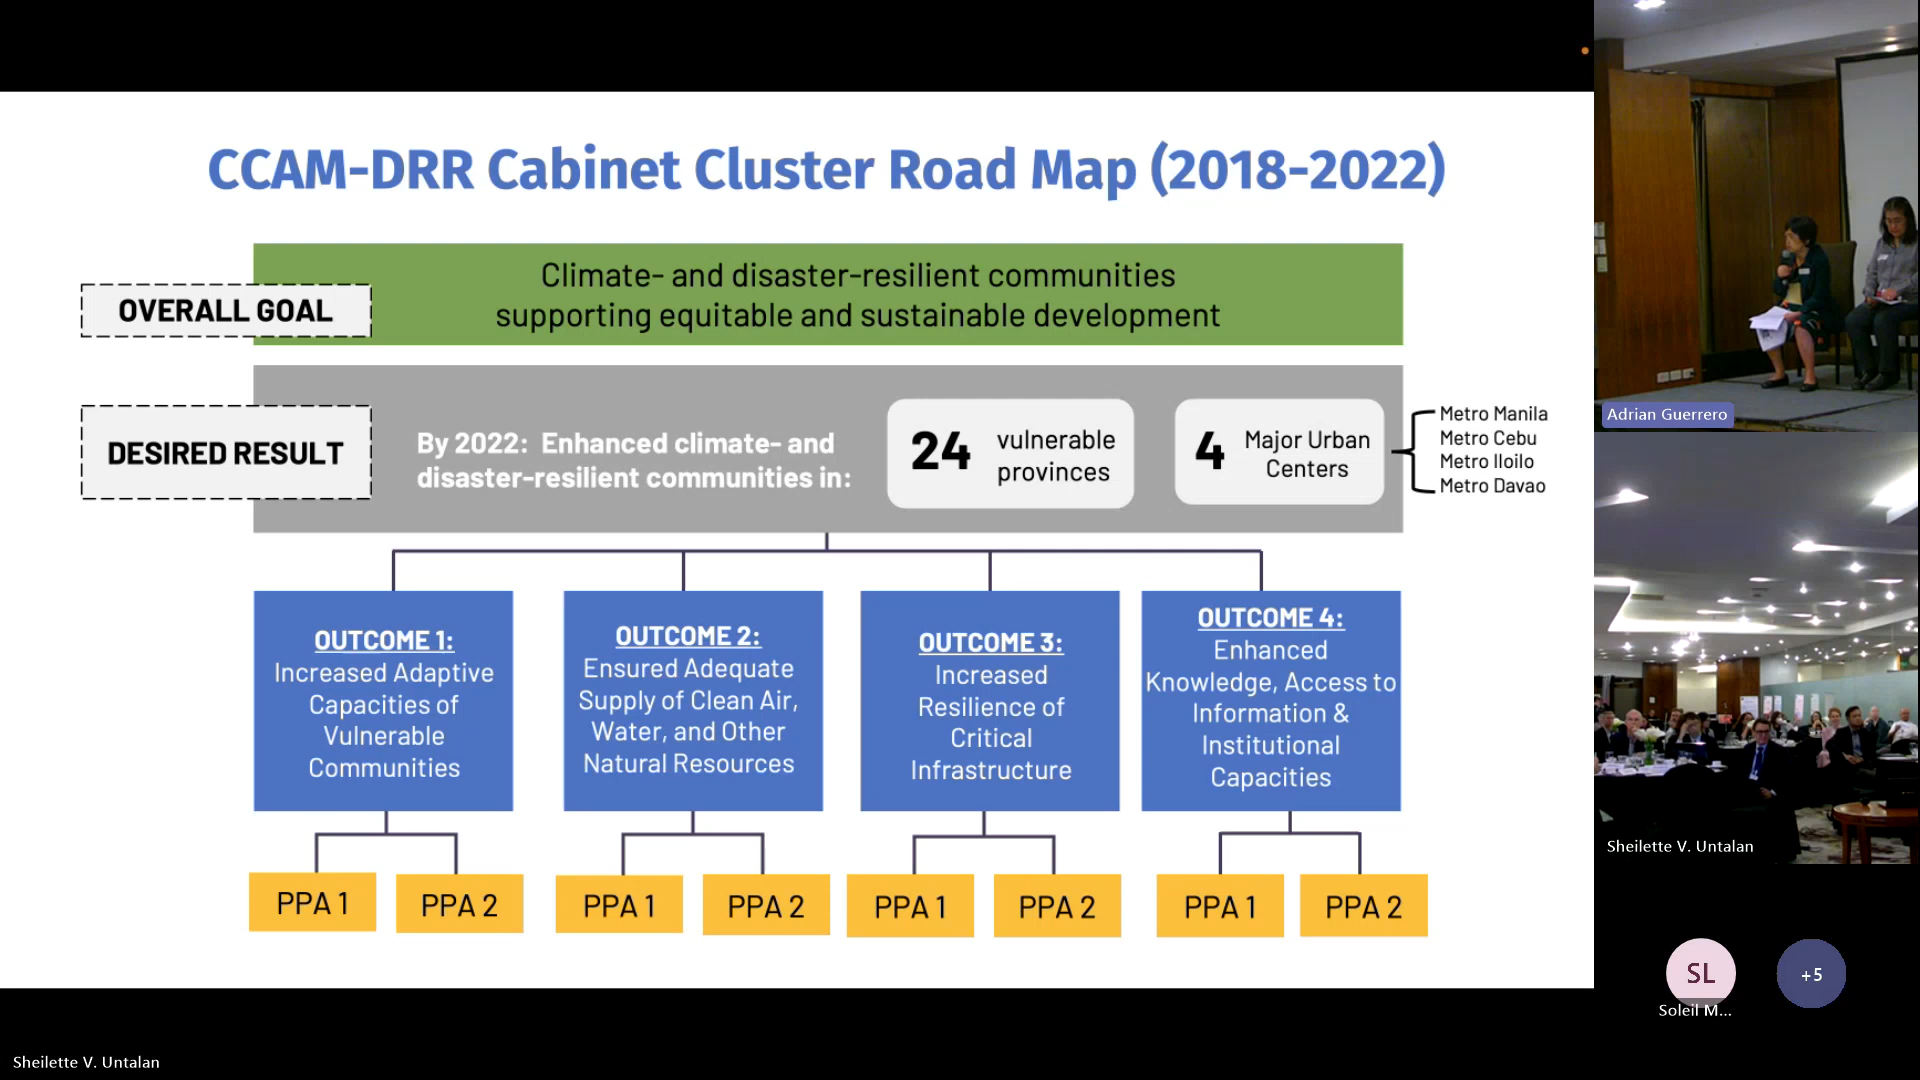 CCAM-DRR Cabinet Cluster Road Map (2018-2022)
OVERALL GOAL
Climate- and disaster-resilient communities
supporting equitable and sustainable development
DESIRED RESULT
By 2022: Enhanced climate- and
disaster-resilient communities in:
24 vulnerable
provinces
4 Major Urban
Centers
Metro Manila
Metro Cebu
Metro Iloilo
Metro Davao
OUTCOME 1:
Increased Adaptive
Capacities of
Vulnerable
Communities
OUTCOME 2:
Ensured Adequate
Supply of Clean Air,
Water, and Other
Natural Resources
OUTCOME 3:
Increased
Resilience of
Critical
Infrastructure
OUTCOME 4:
Enhanced
Knowledge, Access to
Information &
Institutional
Capacities
PPA 1
PPA 2
PPA 1
PPA 2
PPA 1
PPA 2
PPA 1
PPA 2
Adrian Guerrero
Sheilette V. Untalan
SL
+5
Soleil M...
Sheilette V. Untalan